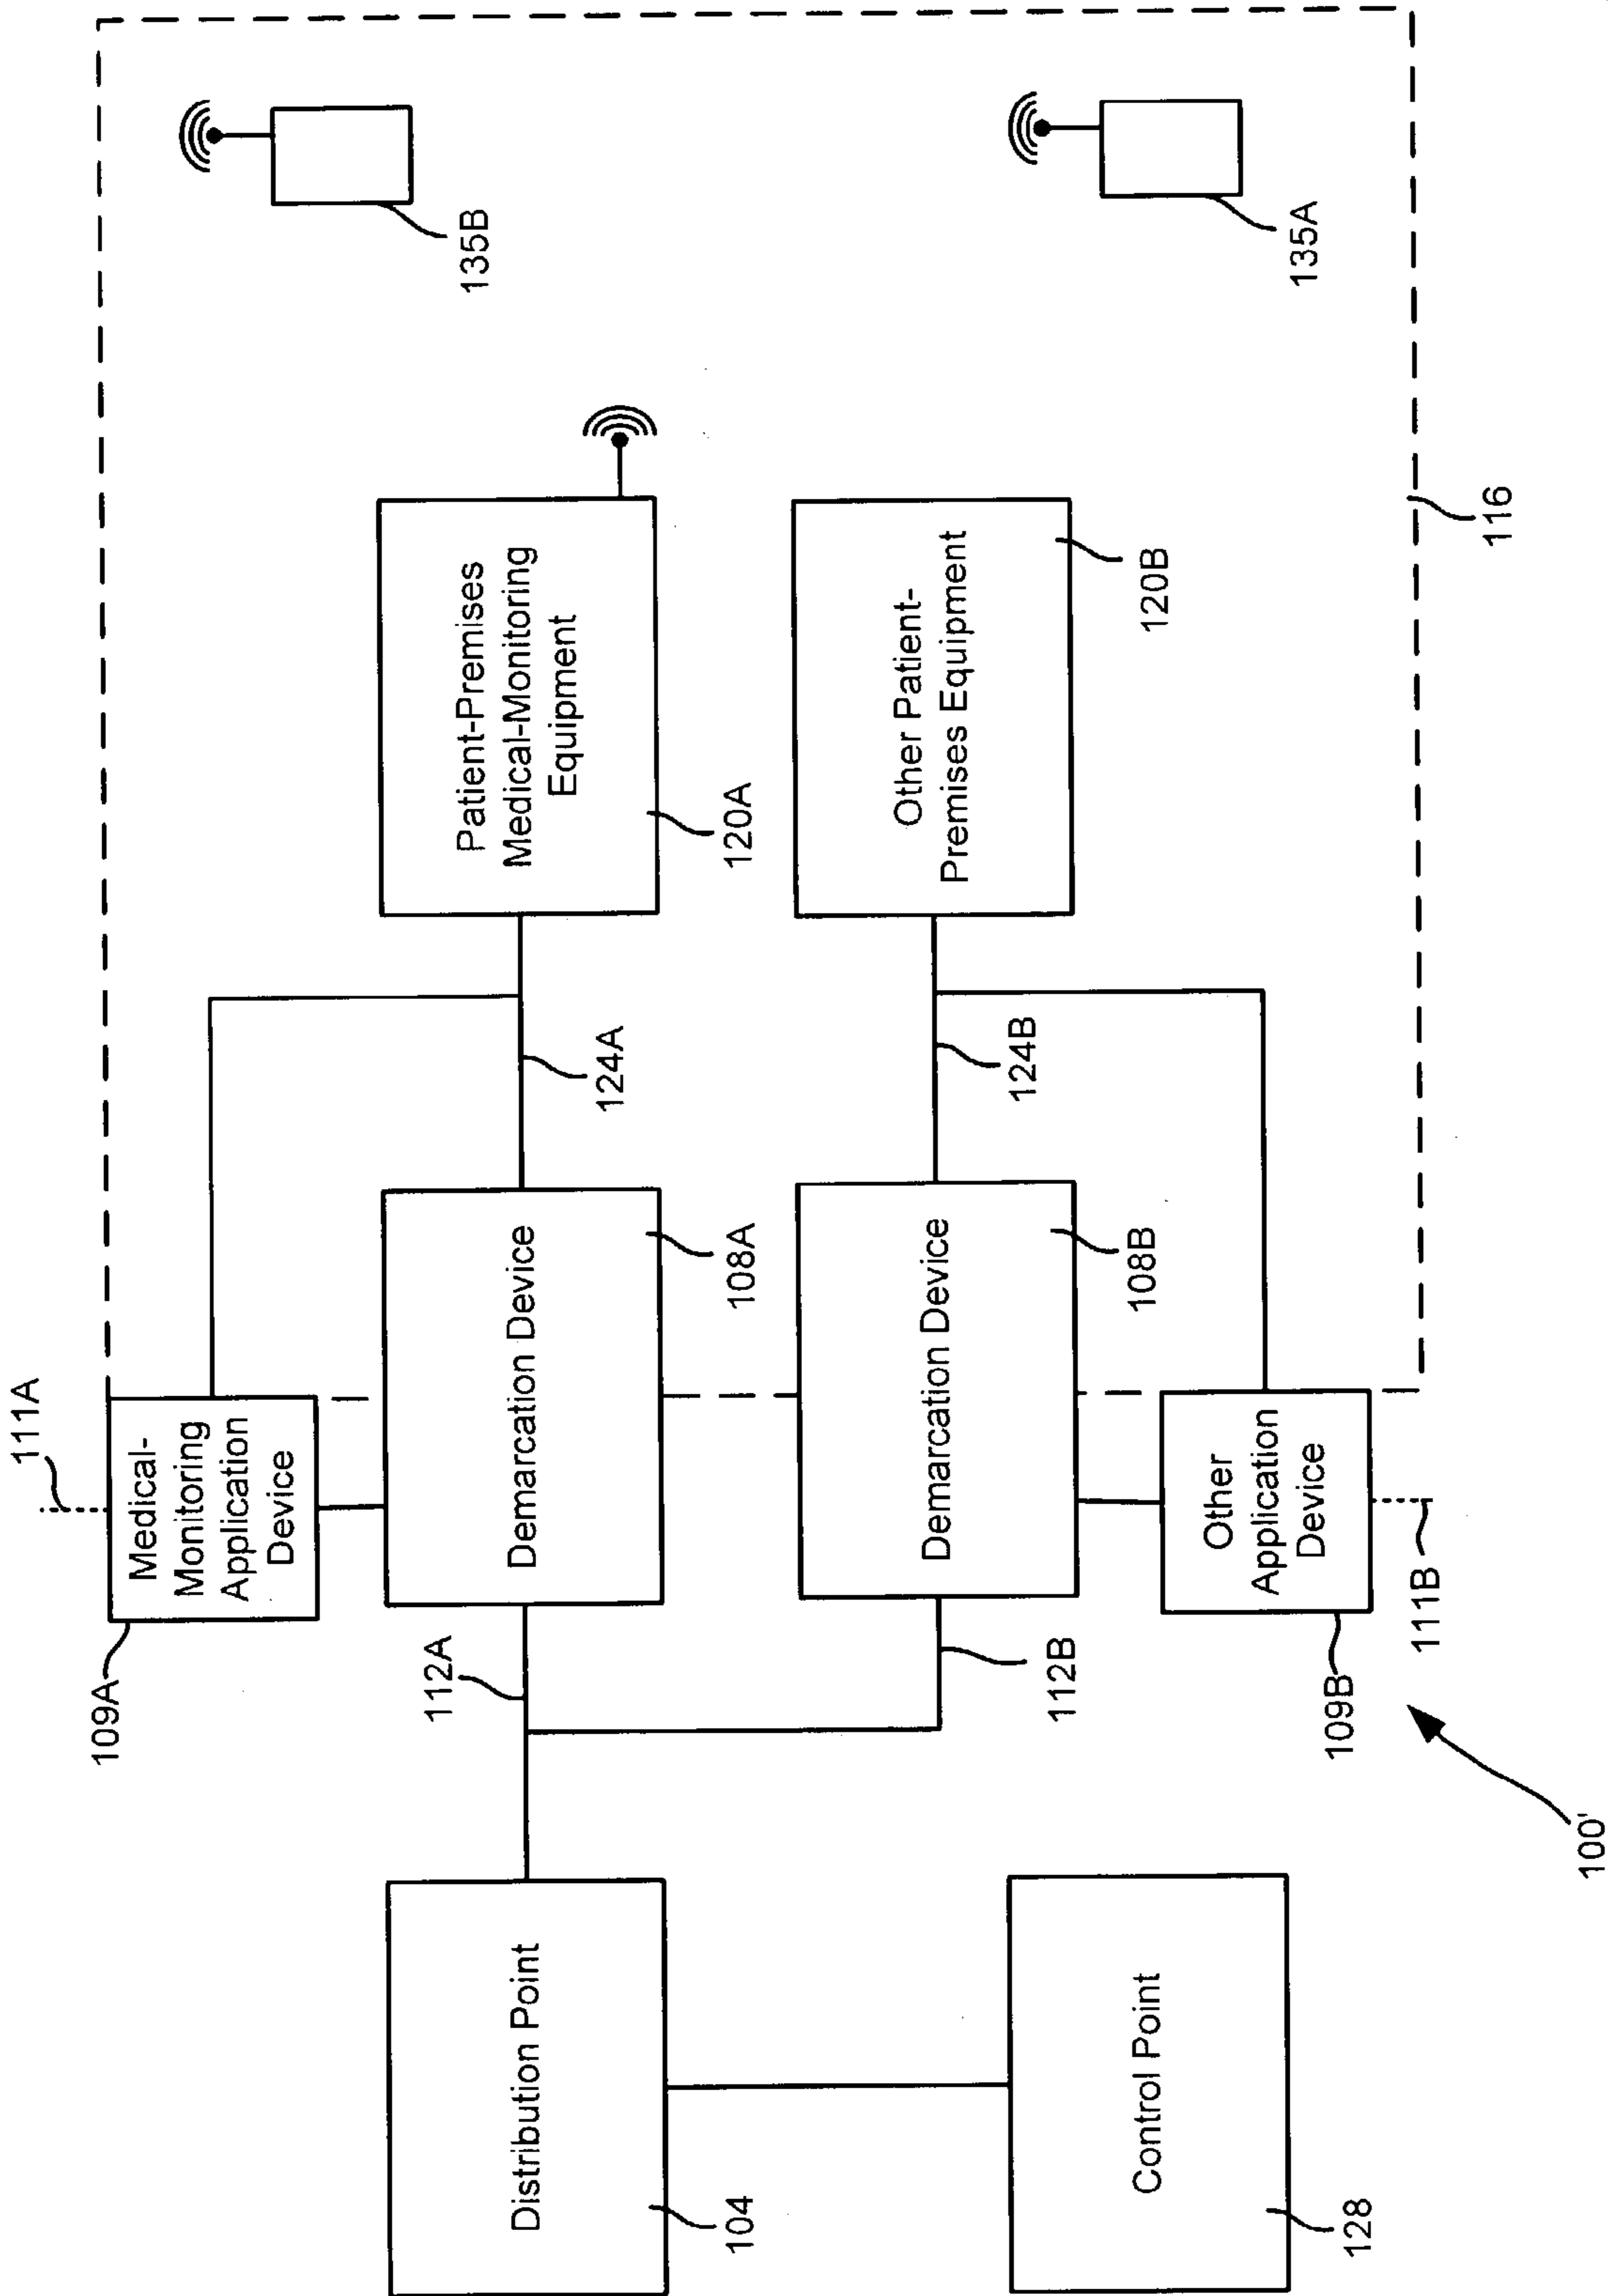 111A
Medical-
Monitoring
Application
Device
109A
135B
Patient-Premises
Medical-Monitoring
Equipment
120A
124A
Demarcation Device
108A
112A
Distribution Point
104
Other Patient-
Premises Equipment
120B
124B
Demarcation Device
108B
112B
135A
Other
Application
Device
109B
111B
Control Point
128
116
100'